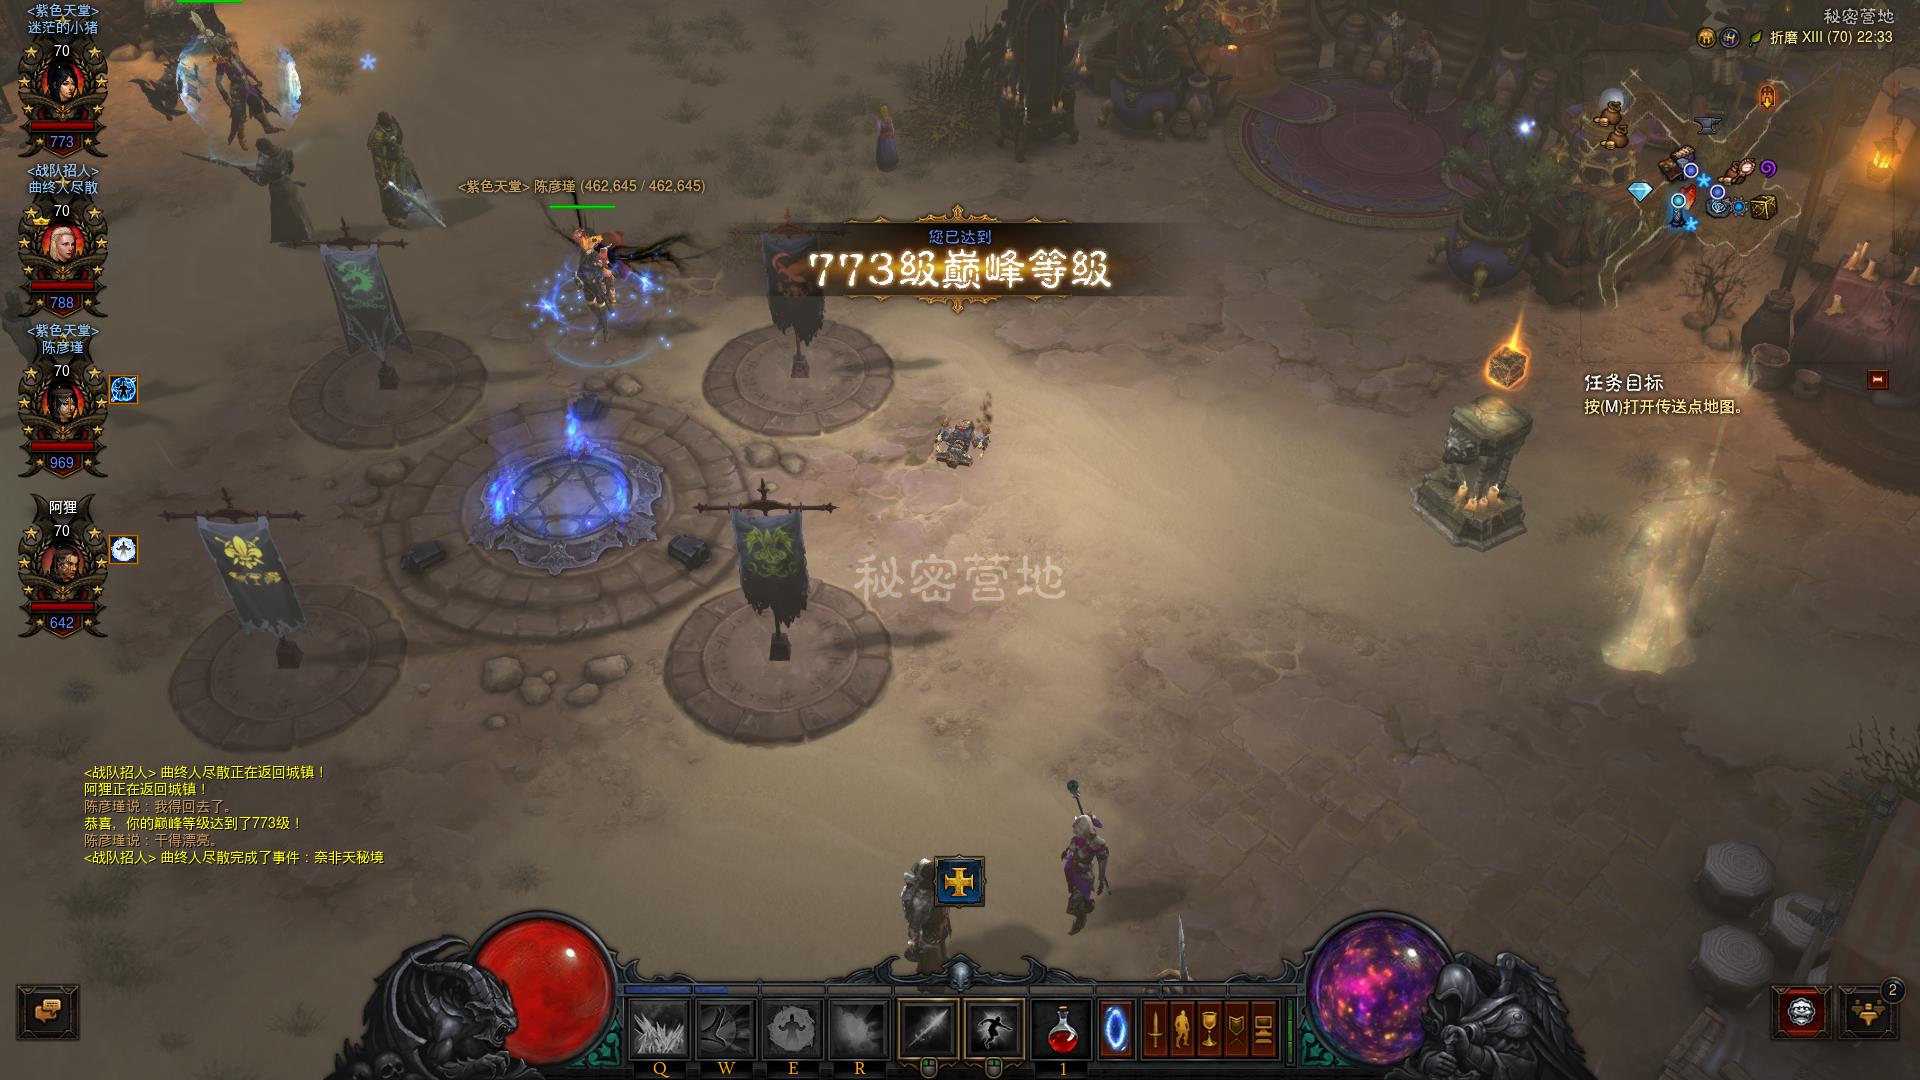 <紫色天堂>
迷茫的小猪
70
773
<战队招人>
曲终人尽散
70
788
<紫色天堂>
陈彦瑾
70
969
阿狸
70
642
<紫色天堂> 陈彦瑾 (462,645 / 462,645)
您已达到
773级巅峰等级
秘密营地
折磨 XIII (70) 22:33
任务目标
按(M)打开传送点地图。
秘密营地
<战队招人> 曲终人尽散正在返回城镇！
阿狸正在返回城镇！
陈彦瑾说：我得回去了。
恭喜，你的巅峰等级达到了773级！
陈彦瑾说：干得漂亮。
<战队招人> 曲终人尽散完成了事件：奈非天秘境
Q W E R 1
2